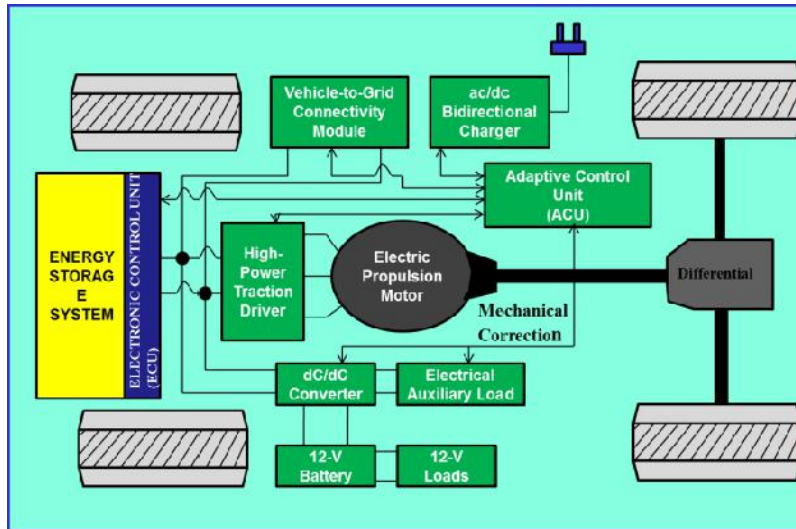 Vehicle-to-Grid
Connectivity
Module
ac/dc
Bidirectional
Charger
Adaptive Control
Unit
(ACU)
ENERGY
STORAG
E
SYSTEM
ELECTRONIC CONTROL UNIT
(ECU)
High-
Power
Traction
Driver
Electric
Propulsion
Motor
Differential
Mechanical
Correction
dC/dC
Converter
Electrical
Auxiliary Load
12-V
Battery
12-V
Loads